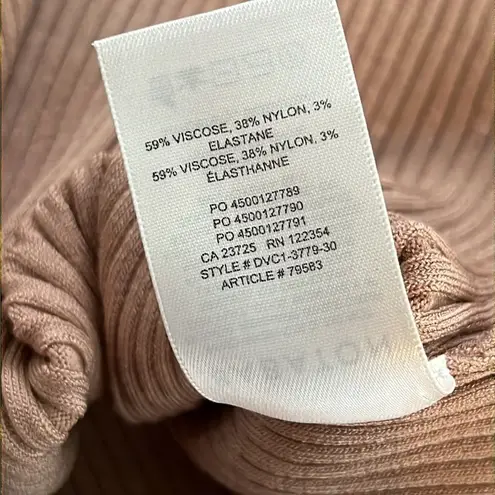 59% VISCOSE, 38% NYLON, 3%
ELASTANE
59% VISCOSE, 38% NYLON, 3%
ÉLASTHANNE
PO 4500127789
PO 4500127790
PO 4500127791
CA 23725 RN 122354
STYLE # DVC1-3779-30
ARTICLE # 79583